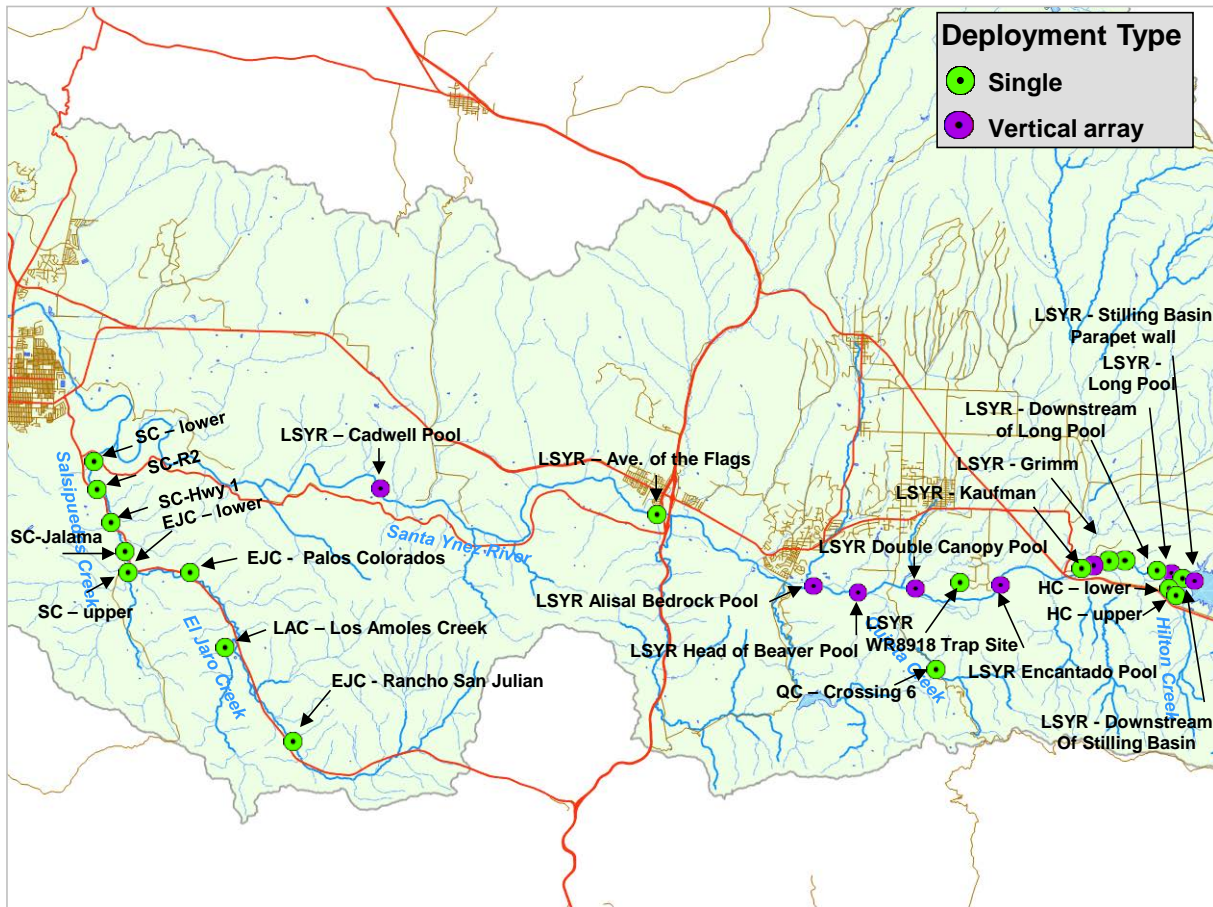 Deployment Type
Single
Vertical array
LSYR - Stilling Basin
Parapet wall
LSYR -
Long Pool
LSYR - Downstream
of Long Pool
LSYR - Grimm
LSYR - Kaufman
SC – lower
SC-R2
SC-Hwy 1
EJC – lower
SC-Jalama
SC – upper
Salsipuedes Creek
EJC - Palos Colorados
LAC – Los Amoles Creek
El Jaro Creek
EJC - Rancho San Julian
LSYR – Cadwell Pool
Santa Ynez River
LSYR – Ave. of the Flags
LSYR Alisal Bedrock Pool
LSYR Head of Beaver Pool
LSYR Double Canopy Pool
LSYR
WR8918 Trap Site
LSYR Encantado Pool
QC – Crossing 6
Creek
HC – lower
HC – upper
Hilton Creek
LSYR - Downstream
Of Stilling Basin